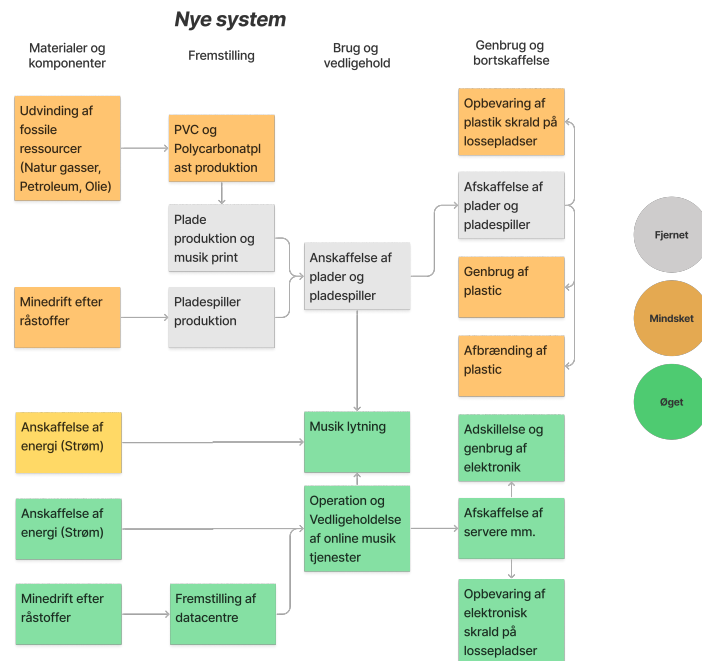 Nye system
Materialer og
komponenter
Fremstilling
Brug og
vedligehold
Genbrug og
bortskaffelse
Udvinding af
fossile
ressourcer
(Natur gasser,
Petroleum, Olie)
PVC og
Polycarbonatpl
ast produktion
Opbevaring af
plastik skrald på
lossepladser
Plade
produktion og
musik print
Afskaffelse af
plader og
pladespiller
Fjernet
Anskaffelse af
plader og
pladespiller
Genbrug af
plastic
Minedrift efter
råstoffer
Pladespiller
produktion
Mindsket
Afbrænding af
plastic
Øget
Anskaffelse af
energi (Strøm)
Musik lytning
Adskillelse og
genbrug af
elektronik
Anskaffelse af
energi (Strøm)
Operation og
Vedligeholdelse
af online musik
tjenester
Afskaffelse af
servere mm.
Minedrift efter
råstoffer
Fremstilling af
datacentre
Opbevaring af
elektronisk
skrald på
lossepladser